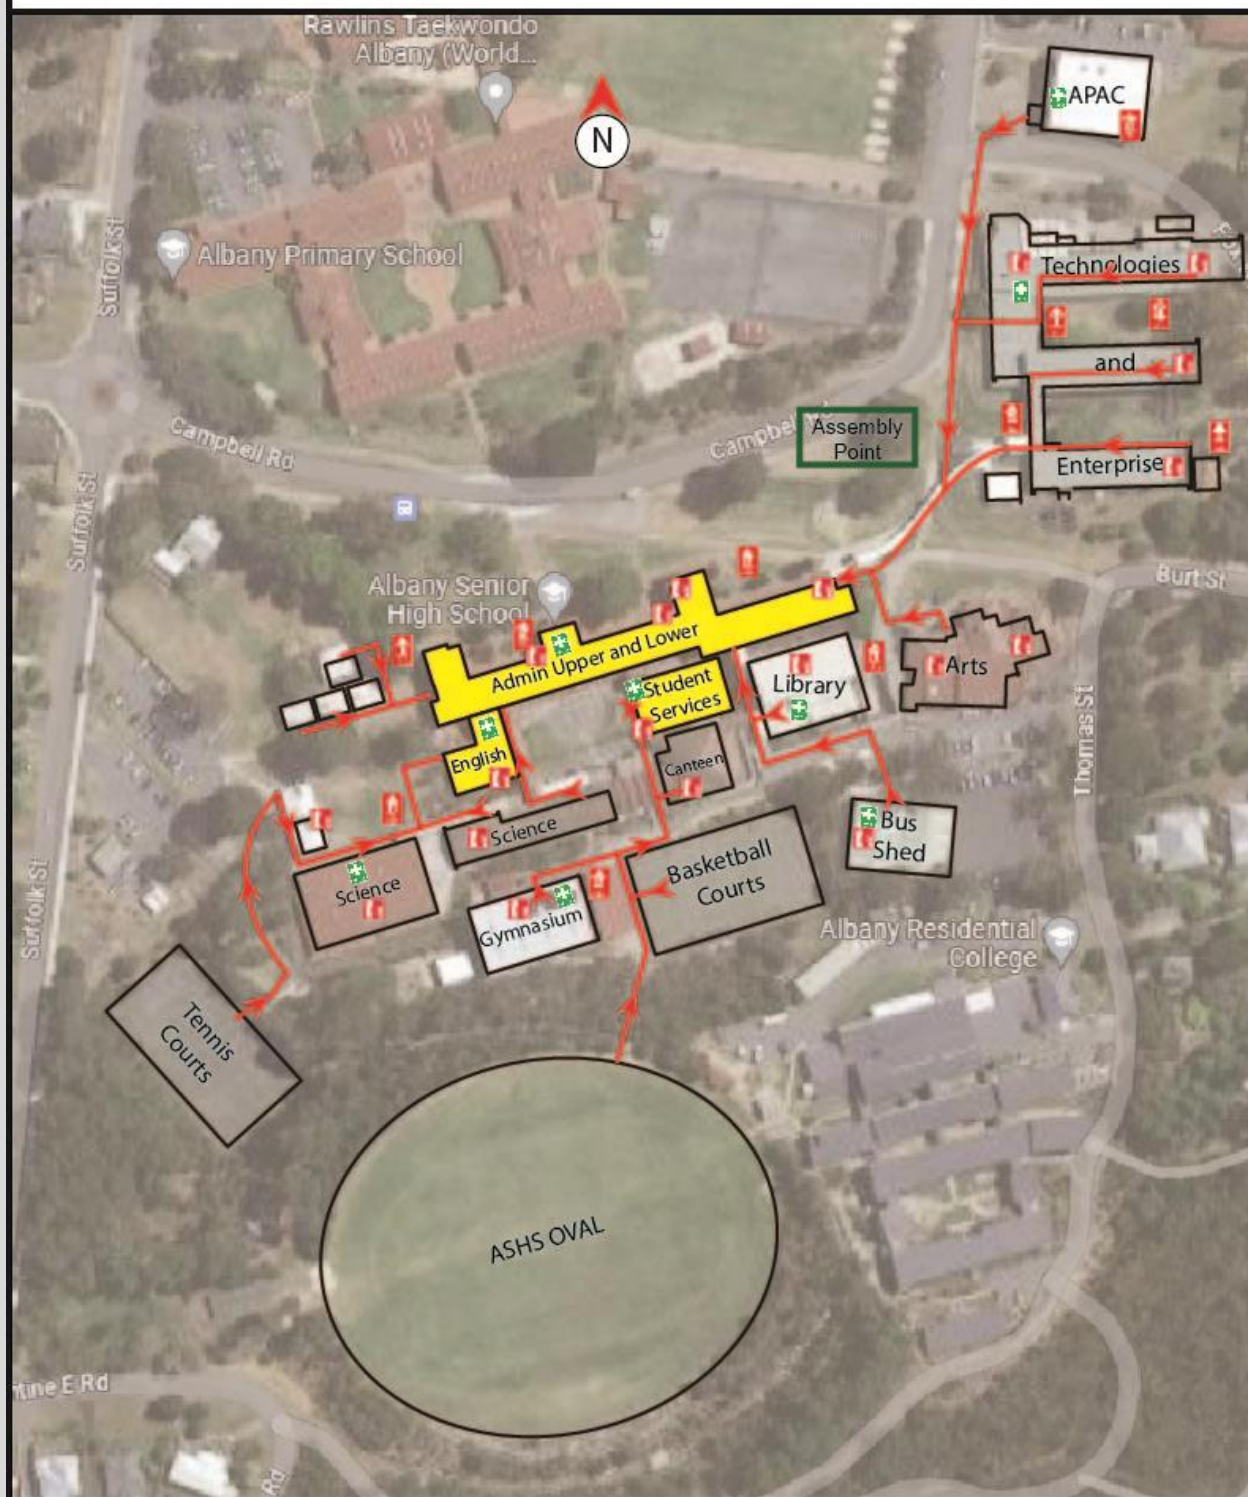 Rawlins Taekwondo
Albany (World...
N
APAC
Suffolk St
Albany Primary School
Technologies
and
Campbell Rd
Campbell
Assembly
Point
Enterprise
Suffolk St
Albany Senior
High School
Burt St
Admin Upper and Lower
Student
Services
Library
Arts
English
Canteen
Thomas St
Science
Bus
Shed
Science
Basketball
Courts
Gymnasium
Suffolk St
Albany Residential
College
Tennis
Courts
ASHS OVAL
E Rd
Rd